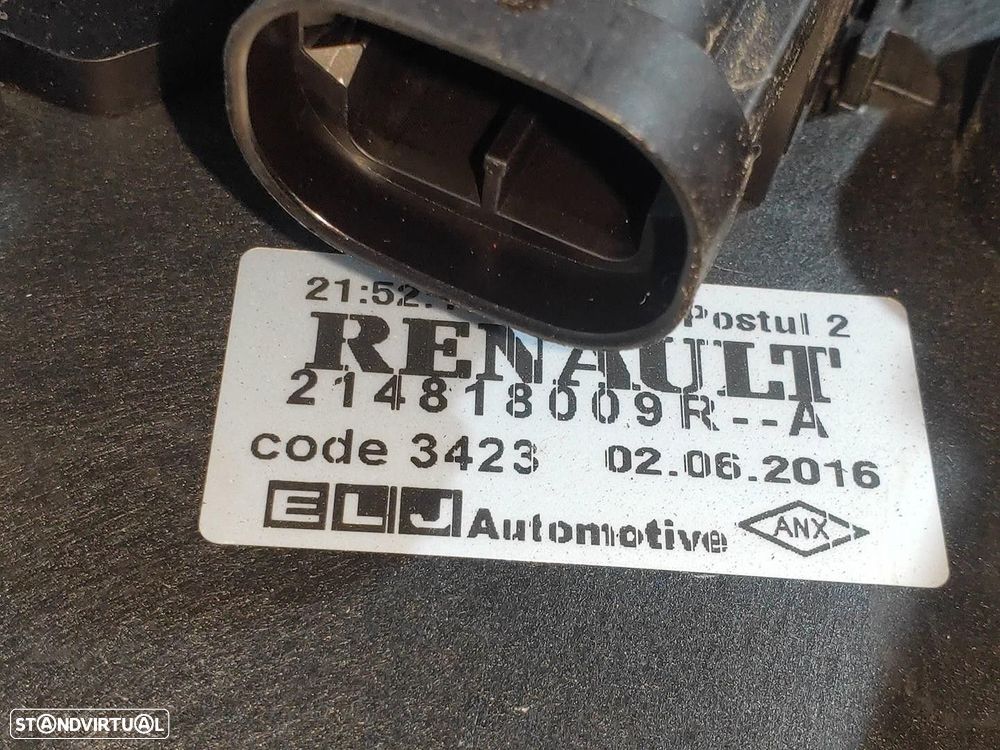 21:52: Postul 2
RENAULT
214818009R--A
code 3423 02.06.2016
ELJ Automotive ANX
STANDVIRTUAL